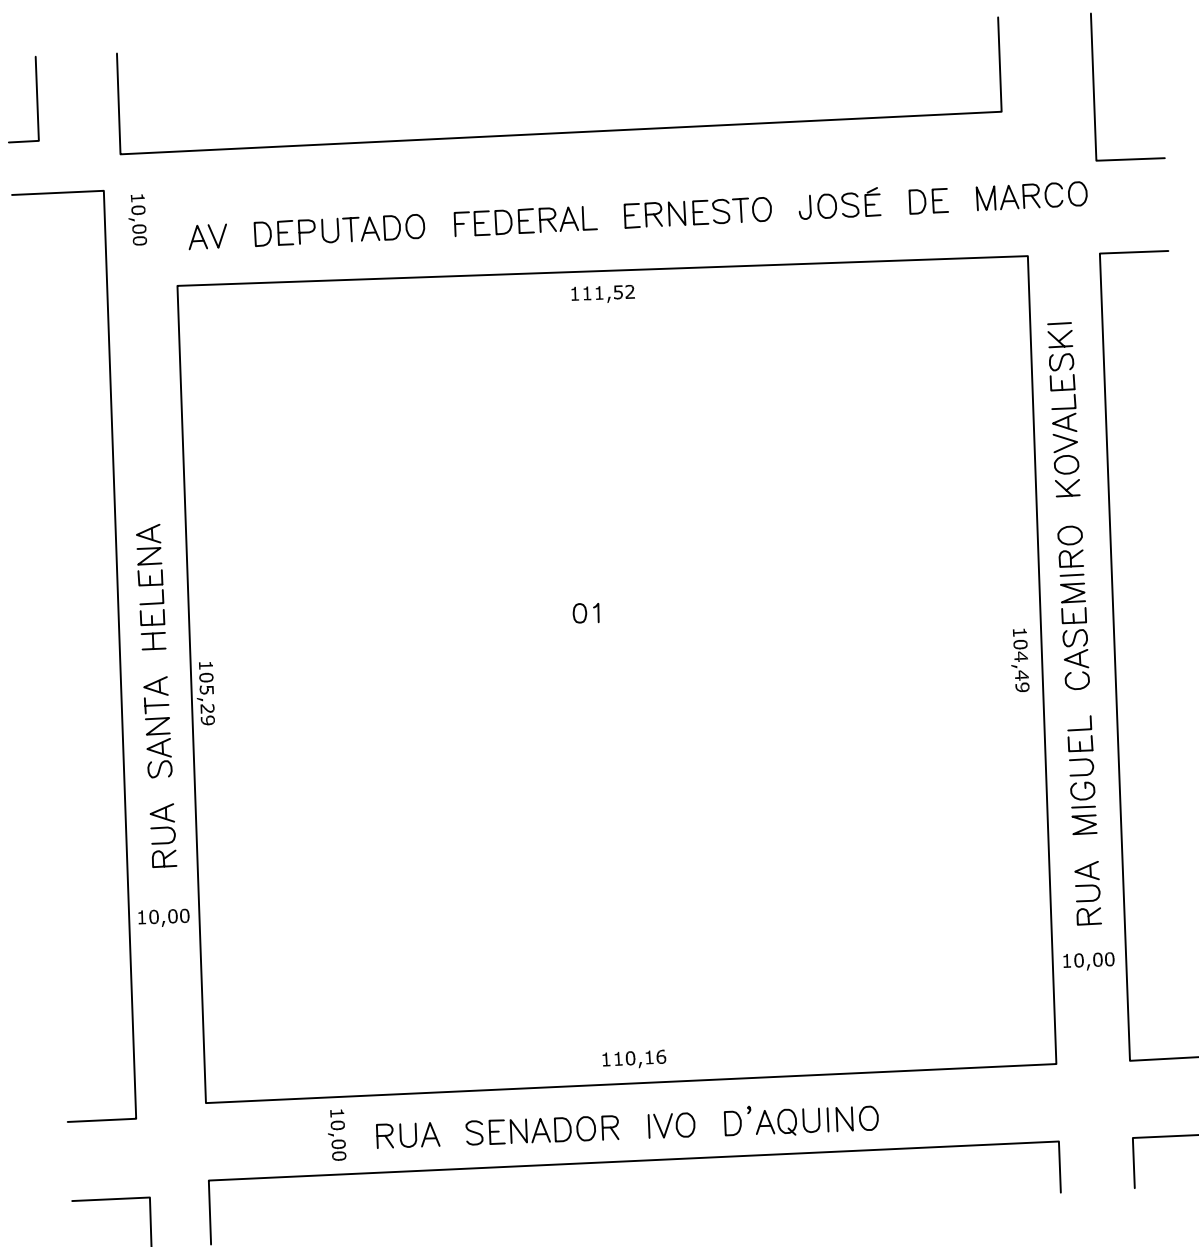 10,00
AV DEPUTADO FEDERAL ERNESTO JOSÉ DE MARCO
111,52
RUA MIGUEL CASEMIRO KOVALESKI
01
RUA SANTA HELENA
105,29
104,49
10,00
10,00
110,16
10,00
RUA SENADOR IVO D'AQUINO